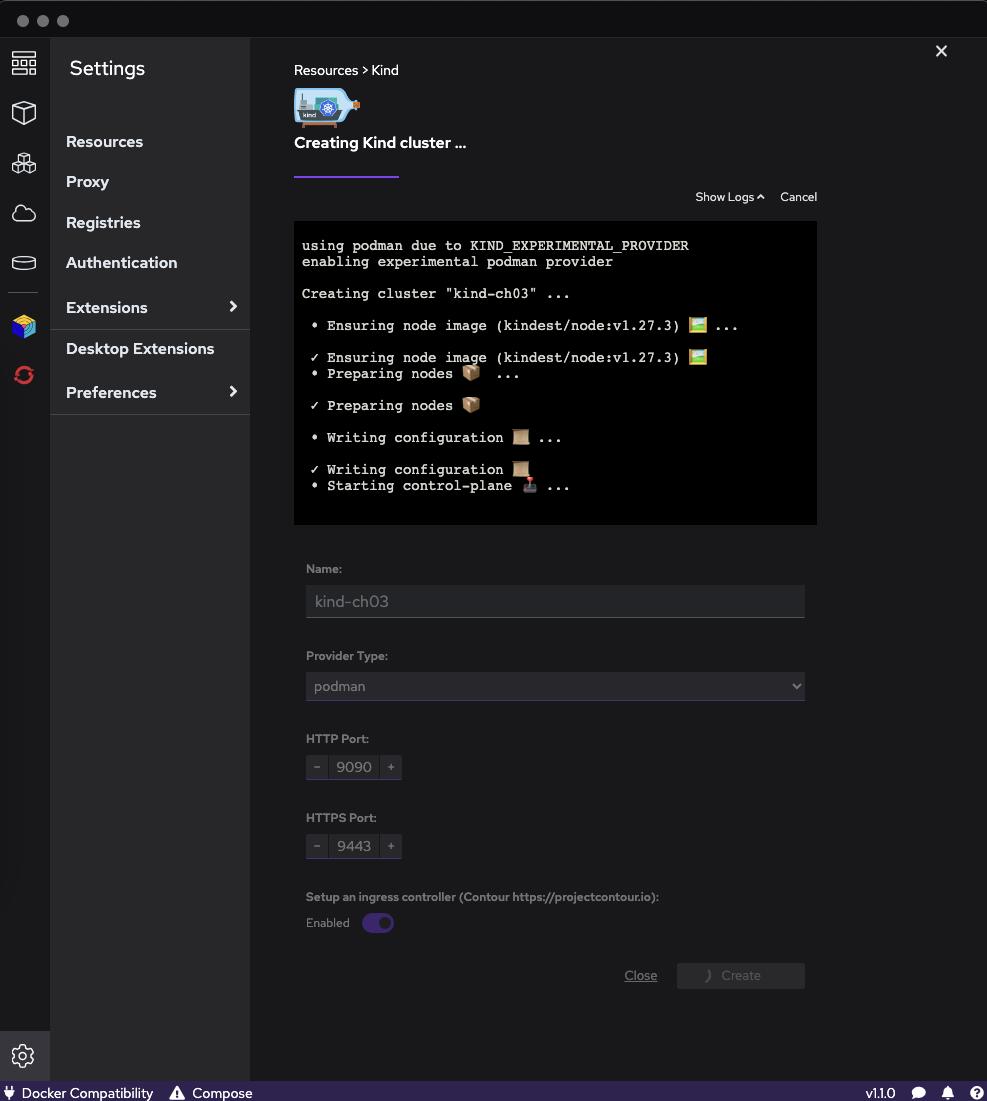 Settings
Resources
Proxy
Registries
Authentication
Extensions
Desktop Extensions
Preferences
Resources > Kind
kind
Creating Kind cluster ...
Show Logs
Cancel
using podman due to KIND_EXPERIMENTAL_PROVIDER
enabling experimental podman provider
Creating cluster "kind-ch03" ...
• Ensuring node image (kindest/node:v1.27.3) 🖼 ...
✓ Ensuring node image (kindest/node:v1.27.3) 🖼
• Preparing nodes 📦 ...
✓ Preparing nodes 📦
• Writing configuration 📜 ...
✓ Writing configuration 📜
• Starting control-plane 🕹 ...
Name:
kind-ch03
Provider Type:
podman
HTTP Port:
- 9090 +
HTTPS Port:
- 9443 +
Setup an ingress controller (Contour https://projectcontour.io):
Enabled
Close
Create
Docker Compatibility
Compose
v1.1.0